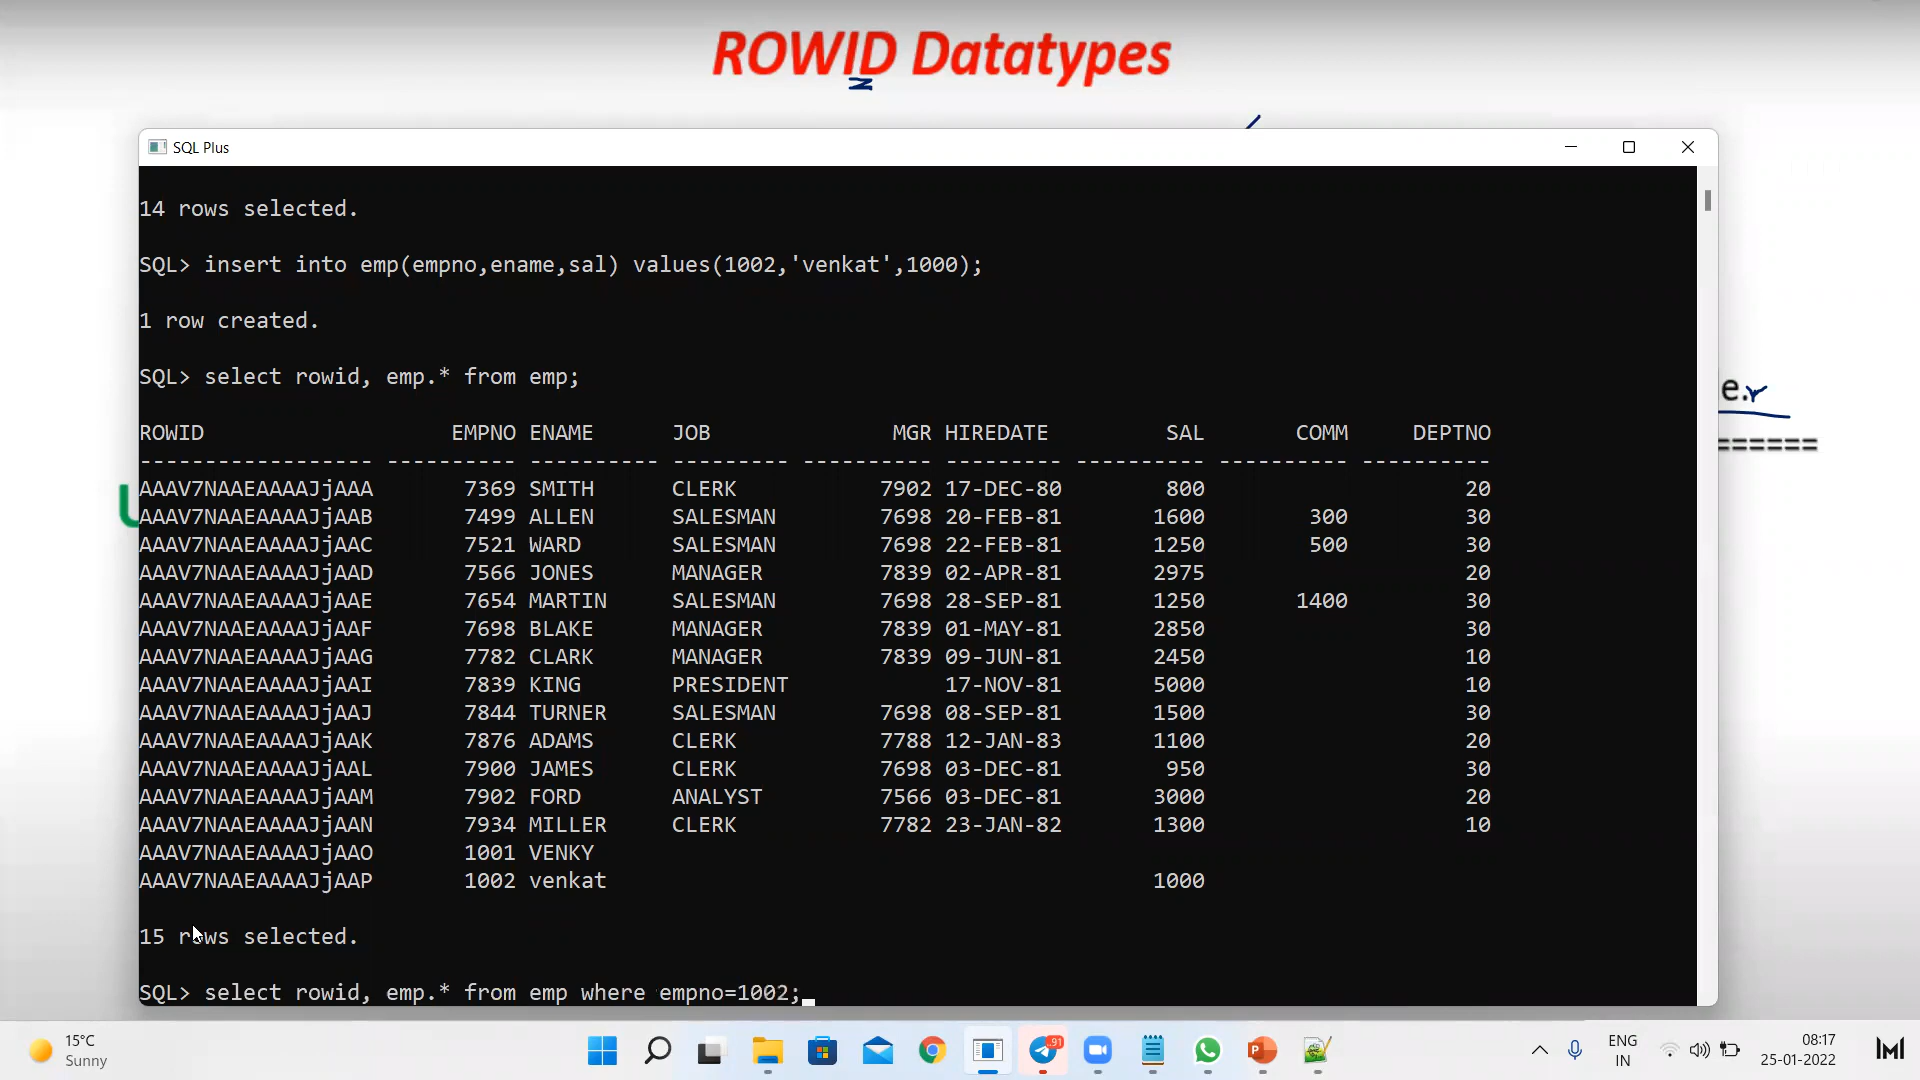 ROWID Datatypes
SQL Plus
14 rows selected.
SQL> insert into emp(empno,ename,sal) values(1002,'venkat',1000);
1 row created.
SQL> select rowid, emp.* from emp;
ROWID EMPNO ENAME JOB MGR HIREDATE SAL COMM DEPTNO
------------------ ---------- ---------- --------- ---------- --------- ---------- ---------- ----------
AAAV7NAAEAAAAJjAAA 7369 SMITH CLERK 7902 17-DEC-80 800 20
AAAV7NAAEAAAAJjAAB 7499 ALLEN SALESMAN 7698 20-FEB-81 1600 300 30
AAAV7NAAEAAAAJjAAC 7521 WARD SALESMAN 7698 22-FEB-81 1250 500 30
AAAV7NAAEAAAAJjAAD 7566 JONES MANAGER 7839 02-APR-81 2975 20
AAAV7NAAEAAAAJjAAE 7654 MARTIN SALESMAN 7698 28-SEP-81 1250 1400 30
AAAV7NAAEAAAAJjAAF 7698 BLAKE MANAGER 7839 01-MAY-81 2850 30
AAAV7NAAEAAAAJjAAG 7782 CLARK MANAGER 7839 09-JUN-81 2450 10
AAAV7NAAEAAAAJjAAI 7839 KING PRESIDENT 17-NOV-81 5000 10
AAAV7NAAEAAAAJjAAJ 7844 TURNER SALESMAN 7698 08-SEP-81 1500 30
AAAV7NAAEAAAAJjAAK 7876 ADAMS CLERK 7788 12-JAN-83 1100 20
AAAV7NAAEAAAAJjAAL 7900 JAMES CLERK 7698 03-DEC-81 950 30
AAAV7NAAEAAAAJjAAM 7902 FORD ANALYST 7566 03-DEC-81 3000 20
AAAV7NAAEAAAAJjAAN 7934 MILLER CLERK 7782 23-JAN-82 1300 10
AAAV7NAAEAAAAJjAAO 1001 VENKY
AAAV7NAAEAAAAJjAAP 1002 venkat 1000
15 rows selected.
SQL> select rowid, emp.* from emp where empno=1002;
e.
======
15°C
Sunny
91
ENG
IN
08:17
25-01-2022